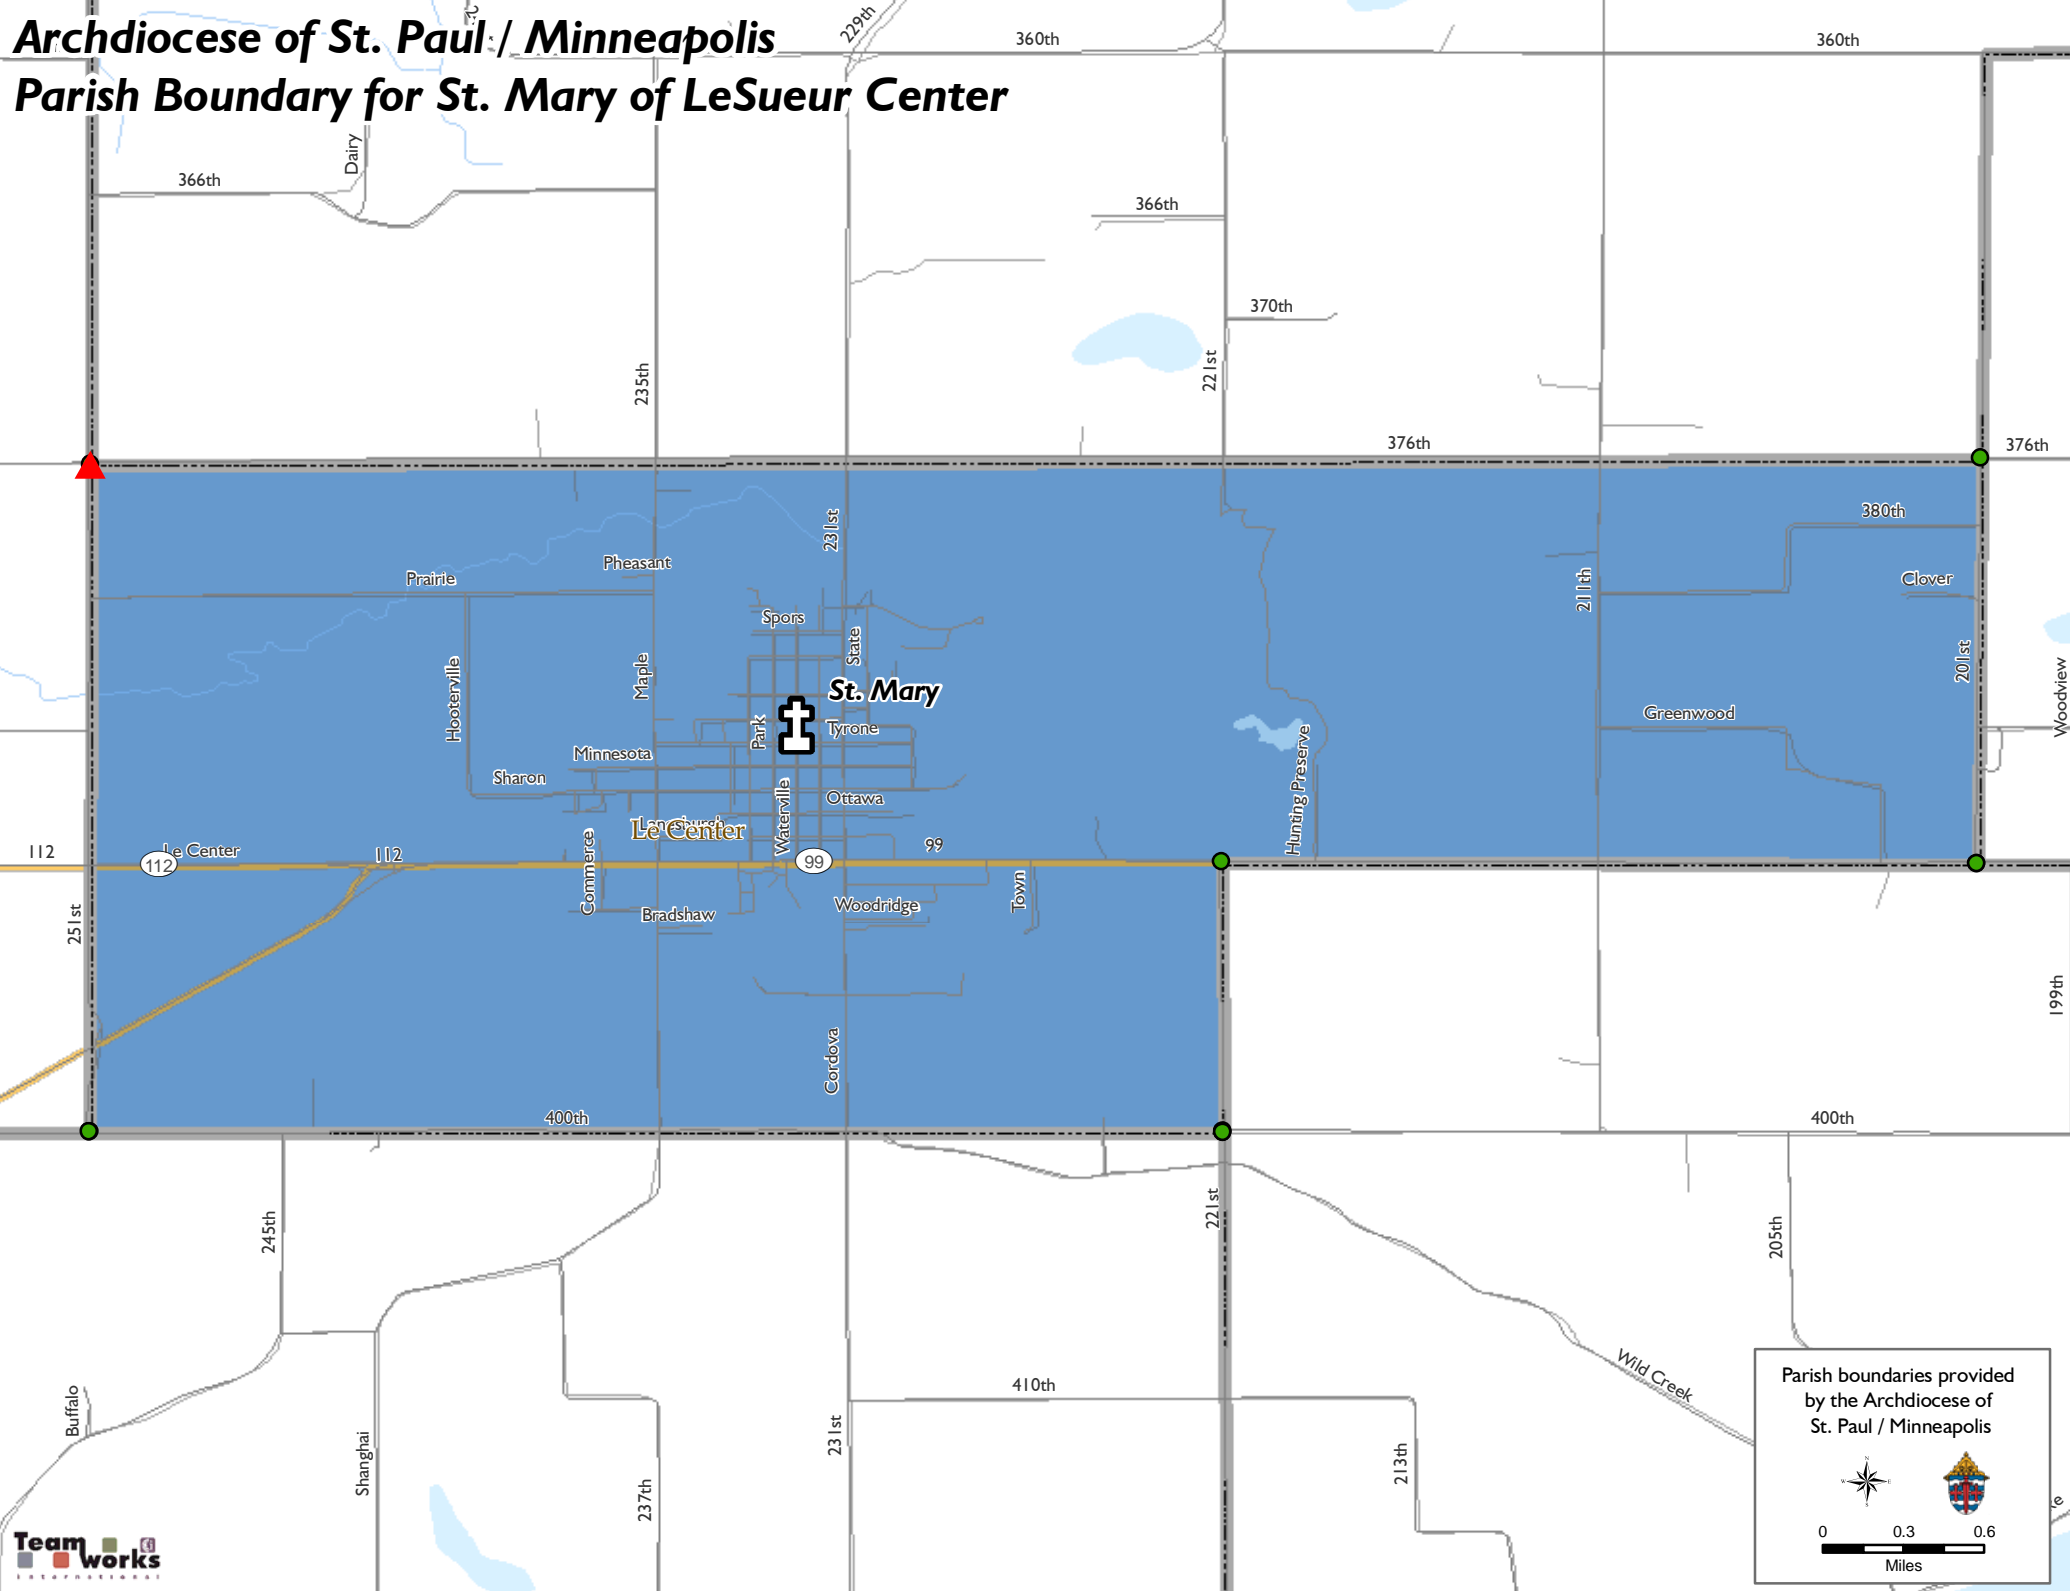 Archdiocese of St. Paul / Minneapolis
Parish Boundary for St. Mary of LeSueur Center
229th
360th
360th
Dairy
366th
366th
370th
235th
221st
376th
376th
231st
380th
Pheasant
Prairie
211th
Clover
Spors
State
Hooterville
Maple
201st
Woodview
St. Mary
Park
Tyrone
Greenwood
Minnesota
Sharon
Waterville
Ottawa
Hunting Preserve
Lanesburgh
Le Center
112
112
Le Center
112
99
99
Commerce
251st
Bradshaw
Woodridge
Town
199th
Cordova
400th
400th
245th
221st
205th
Wild Creek
410th
Buffalo
Shanghai
231st
237th
213th
Parish boundaries provided
by the Archdiocese of
St. Paul / Minneapolis
N
W
E
S
0 0.3 0.6
Miles
Team
works
international